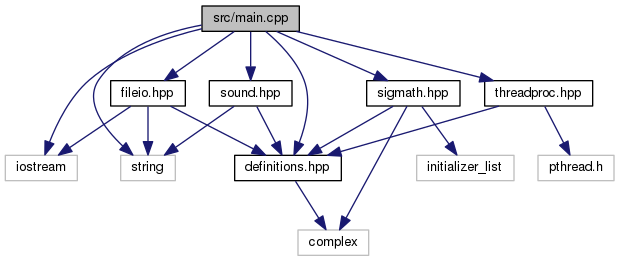 src/main.cpp
fileio.hpp
sound.hpp
sigmath.hpp
threadproc.hpp
iostream
string
definitions.hpp
initializer_list
pthread.h
complex